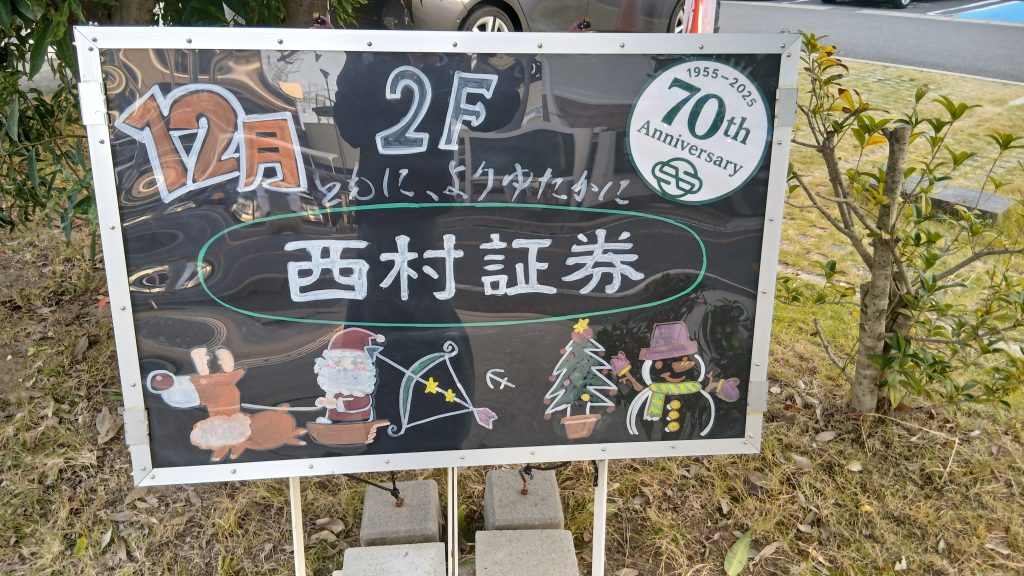 12月
2F
1955-2025
70th
Anniversary
ともに、よりゆたかに
西村証券